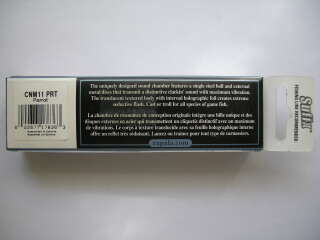 CNM11 PRT
Parrot
The uniquely designed sound chamber features a single steel ball and external
metal discs that transmit a distinctive clackin' sound with maximum vibration.
The translucent textured body with internal holographic foil creates extreme
reflective flash. Cast or troll for all species of game fish.
La chambre de résonance de conception originale intègre une bille unique et des
disques externes en acier qui transmettent un cliquetis distinctif avec un maximum
de vibrations. Le corps à texture translucide avec sa feuille holographique interne
offre un reflet très séduisant. Lancez ou traînez pour tout type de carnassiers.
rapala.com